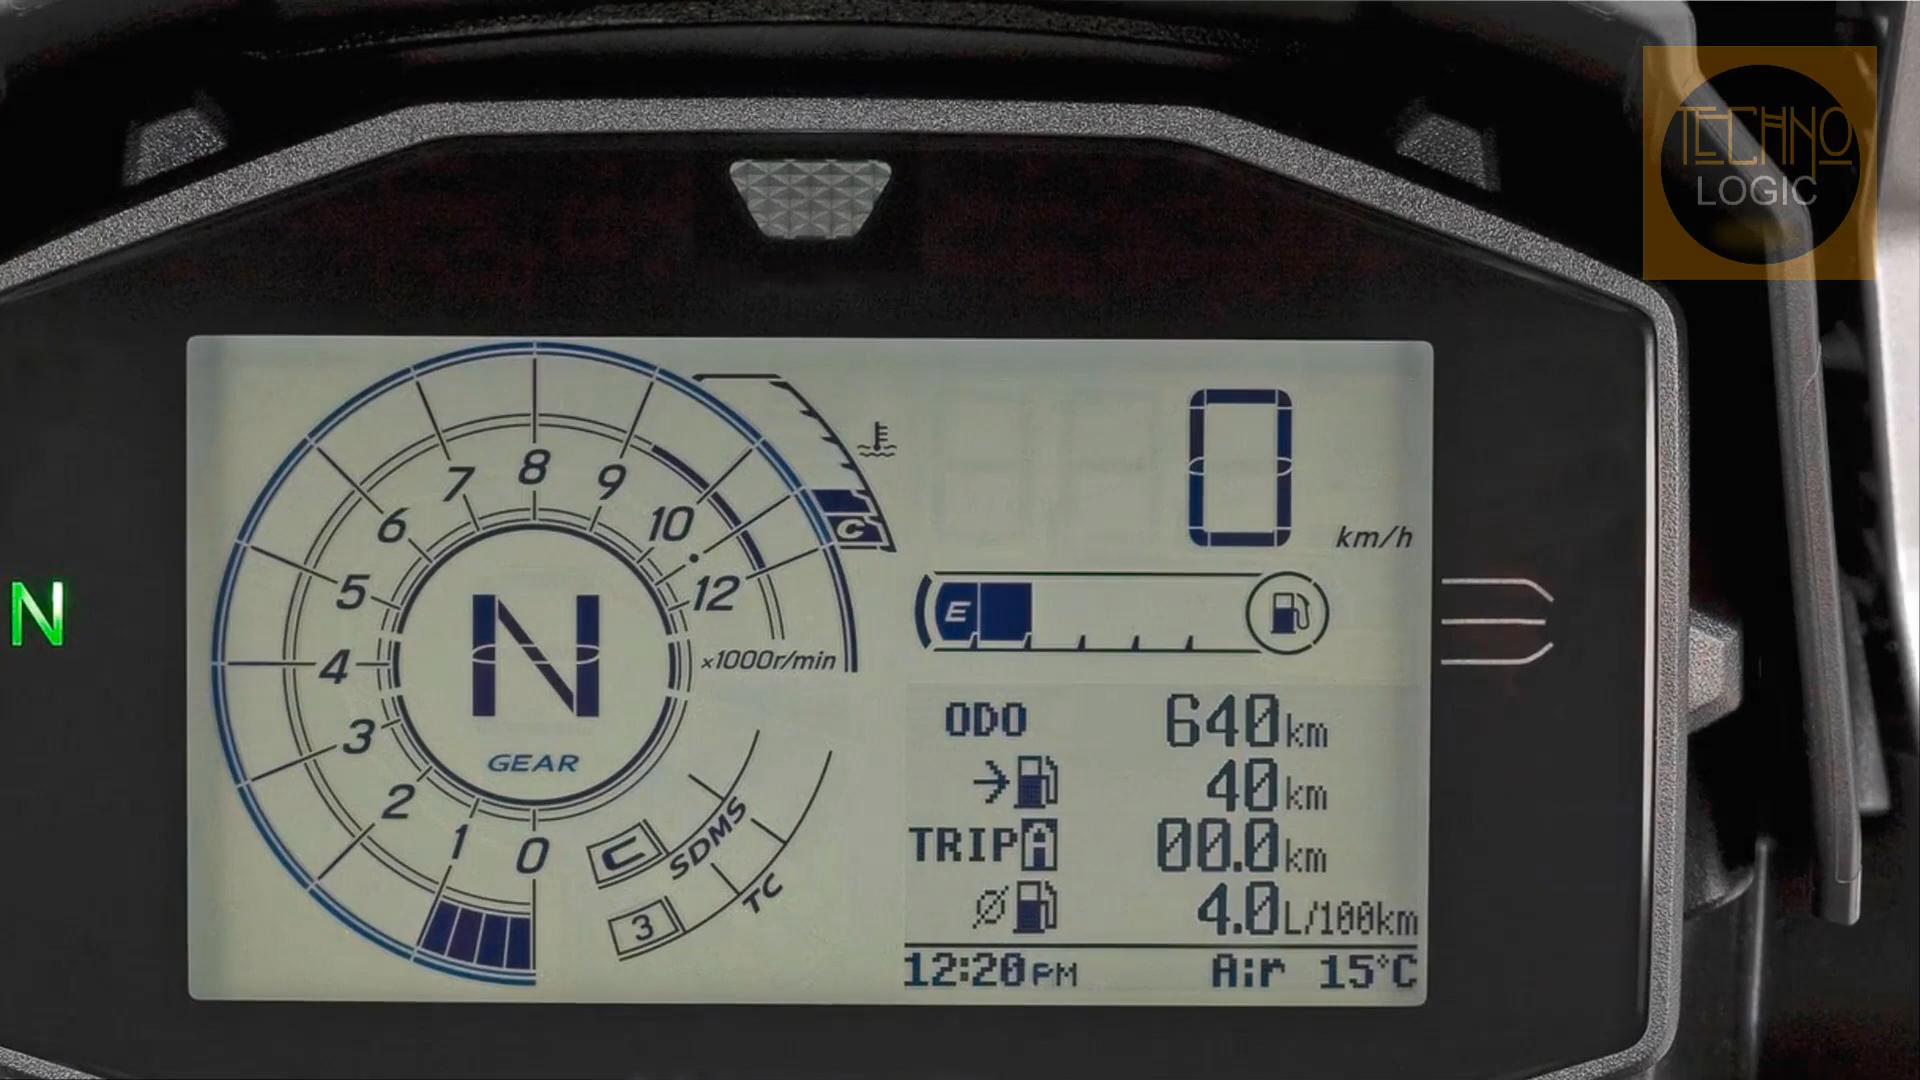 TECHNO
LOGIC
N
7 8 9
6 10
5 12
4
3
2
1 0
N
GEAR
×1000r/min
C
0
km/h
E
C SDMS
3 TC
ODO 640km
40km
TRIP A 00.0km
4.0L/100km
12:20PM Air 15°C